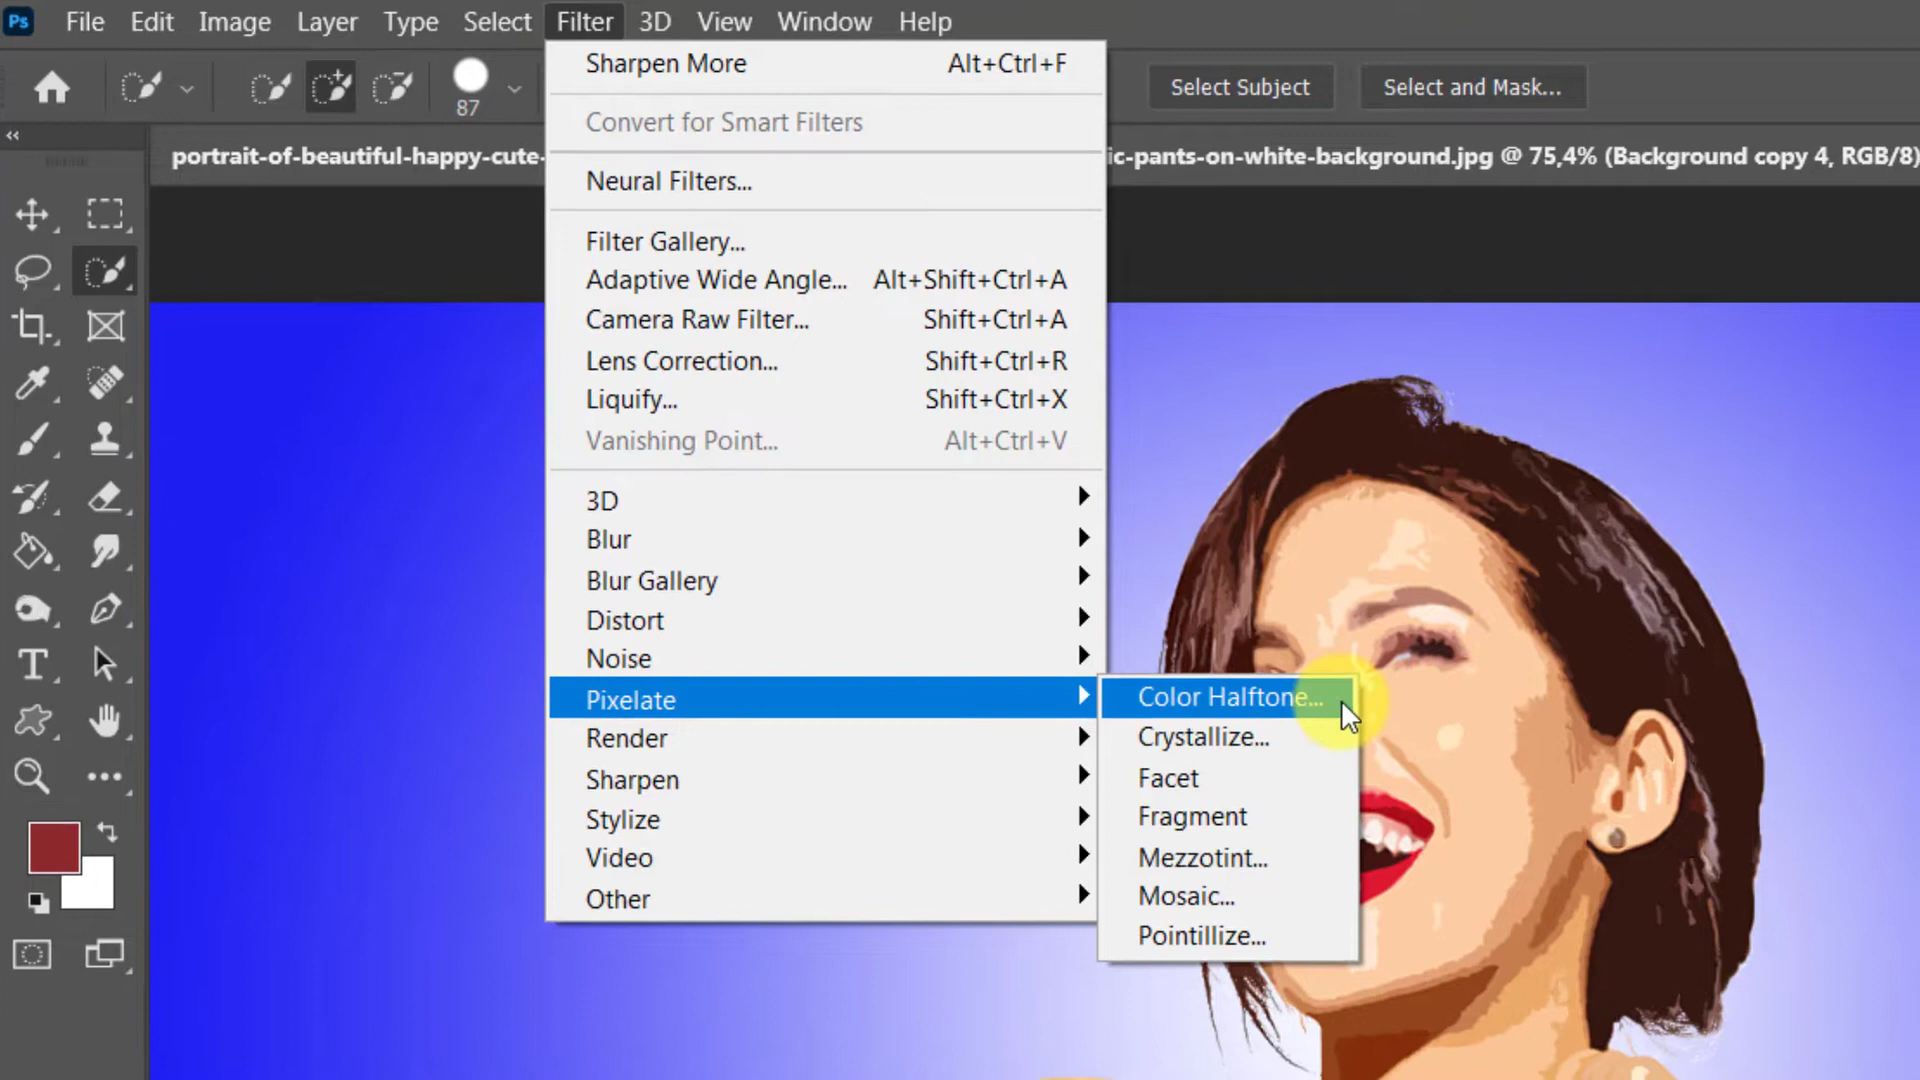 Ps File Edit Image Layer Type Select Filter 3D View Window Help
87
Select Subject Select and Mask...
portrait-of-beautiful-happy-cute- ic-pants-on-white-background.jpg @ 75,4% (Background copy 4, RGB/8)
Sharpen More Alt+Ctrl+F
Convert for Smart Filters
Neural Filters...
Filter Gallery...
Adaptive Wide Angle... Alt+Shift+Ctrl+A
Camera Raw Filter... Shift+Ctrl+A
Lens Correction... Shift+Ctrl+R
Liquify... Shift+Ctrl+X
Vanishing Point... Alt+Ctrl+V
3D
Blur
Blur Gallery
Distort
Noise
Pixelate
Render
Sharpen
Stylize
Video
Other
Color Halftone...
Crystallize...
Facet
Fragment
Mezzotint...
Mosaic...
Pointillize...